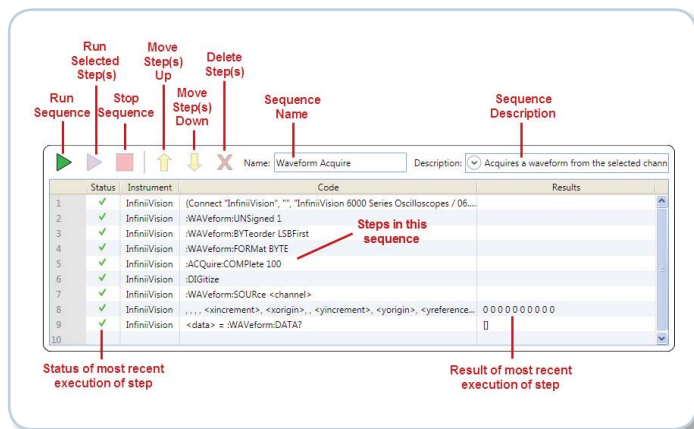 Run
Selected
Step(s)
Move
Step(s)
Up
Delete
Step(s)
Run
Sequence
Stop
Sequence
Move
Step(s)
Down
Sequence
Name
Sequence
Description
Name: Waveform Acquire Description: Acquires a waveform from the selected chann
Status Instrument Code Results
1 InfiniiVision (Connect "InfiniiVision", "", "InfiniiVision 6000 Series Oscilloscopes / 06....
2 InfiniiVision :WAVeform:UNSigned 1
3 InfiniiVision :WAVeform:BYTeorder LSBFirst
4 InfiniiVision :WAVeform:FORMat BYTE
5 InfiniiVision :ACQuire:COMPlete 100
6 InfiniiVision :DIGitize
7 InfiniiVision :WAVeform:SOURce <channel>
8 InfiniiVision , , , , <xincrement>, <xorigin>, , <yincrement>, <yorigin>, <yreference... 0 0 0 0 0 0 0 0 0 0
9 InfiniiVision <data> = :WAVeform:DATA? []
10
Steps in this
sequence
Status of most recent
execution of step
Result of most recent
execution of step